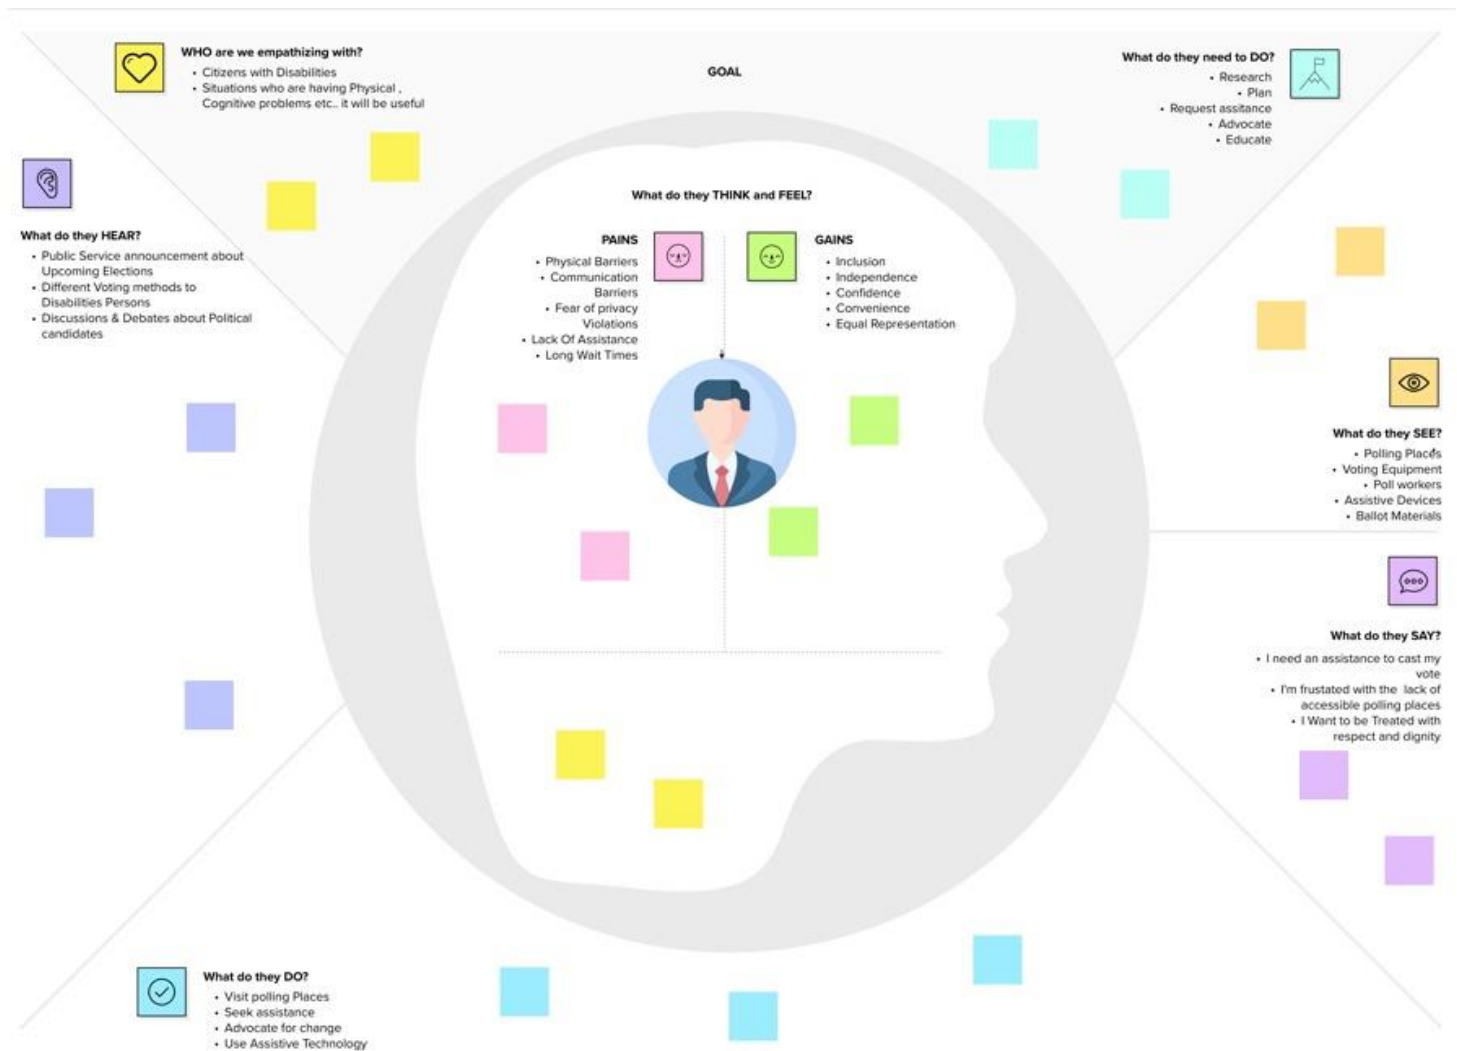 WHO are we empathizing with?
• Citizens with Disabilities
• Situations who are having Physical ,
Cognitive problems etc.. it will be useful
GOAL
What do they need to DO?
• Research
• Plan
• Request assitance
• Advocate
• Educate
What do they HEAR?
• Public Service announcement about
Upcoming Elections
• Different Voting methods to
Disabilities Persons
• Discussions & Debates about Political
candidates
What do they THINK and FEEL?
PAINS
• Physical Barriers
• Communication
Barriers
• Fear of privacy
Violations
• Lack Of Assistance
• Long Wait Times
GAINS
• Inclusion
• Independence
• Confidence
• Convenience
• Equal Representation
What do they SEE?
• Polling Places
• Voting Equipment
• Poll workers
• Assistive Devices
• Ballot Materials
What do they SAY?
• I need an assistance to cast my
vote
• I'm frustated with the lack of
accessible polling places
• I Want to be Treated with
respect and dignity
What do they DO?
• Visit polling Places
• Seek assistance
• Advocate for change
• Use Assistive Technology